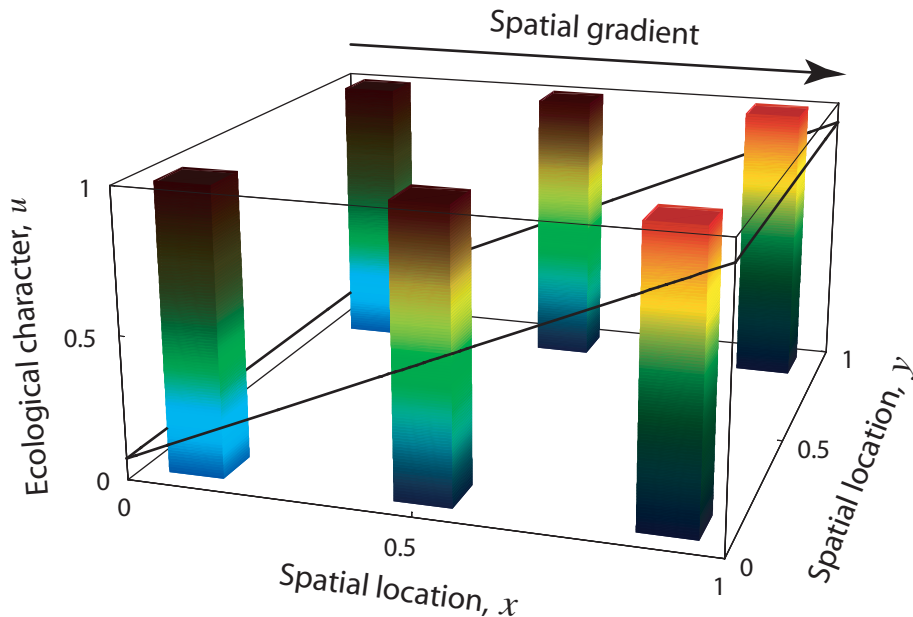 Spatial gradient
Ecological character, u
1
0.5
0
0
0.5
1
Spatial location, x
0
0.5
1
Spatial location, y